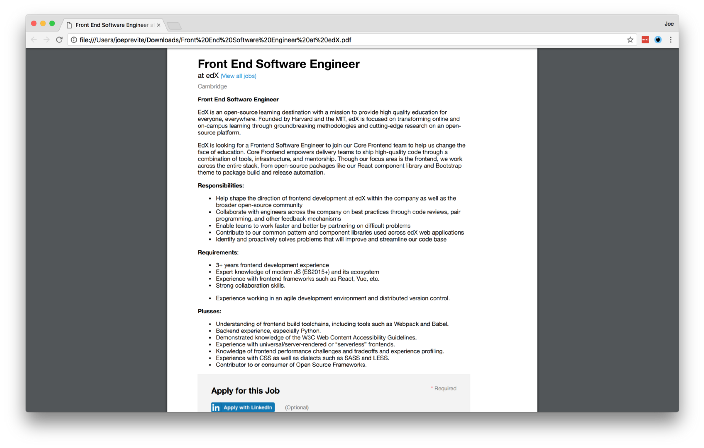 Front End Software Engineer
Joe
file:///Users/joeprevite/Downloads/Front%20End%20Software%20Engineer%20at%20edX.pdf
Front End Software Engineer
at edX (View all jobs)
Cambridge
Front End Software Engineer
EdX is an open-source learning destination with a mission to provide high quality education for
everyone, everywhere. Founded by Harvard and the MIT, edX is focused on transforming online and
on-campus learning through groundbreaking methodologies and cutting-edge research on an open-
source platform.
EdX is looking for a Frontend Software Engineer to join our Core Frontend team to help us change the
face of education. Core Frontend empowers delivery teams to ship high-quality code through a
combination of tools, infrastructure, and mentorship. Though our focus area is the frontend, we work
across the entire stack, from open-source packages like our React component library and Bootstrap
theme to package build and release automation.
Responsibilities:
• Help shape the direction of frontend development at edX within the company as well as the
broader open-source community
• Collaborate with engineers across the company on best practices through code reviews, pair
programming, and other feedback mechanisms
• Enable teams to work faster and better by partnering on difficult problems
• Contribute to our common pattern and component libraries used across edX web applications
• Identify and proactively solves problems that will improve and streamline our code base
Requirements:
• 3+ years frontend development experience
• Expert knowledge of modern JS (ES2015+) and its ecosystem
• Experience with frontend frameworks such as React, Vue, etc.
• Strong collaboration skills.
• Experience working in an agile development environment and distributed version control.
Plusses:
• Understanding of frontend build toolchains, including tools such as Webpack and Babel.
• Backend experience, especially Python.
• Demonstrated knowledge of the W3C Web Content Accessibility Guidelines.
• Experience with universal/server-rendered or "serverless" frontends.
• Knowledge of frontend performance challenges and tradeoffs and experience profiling.
• Experience with CSS as well as dialects such as SASS and LESS.
• Contributor to or consumer of Open Source Frameworks.
Apply for this Job
* Required
in Apply with LinkedIn
(Optional)